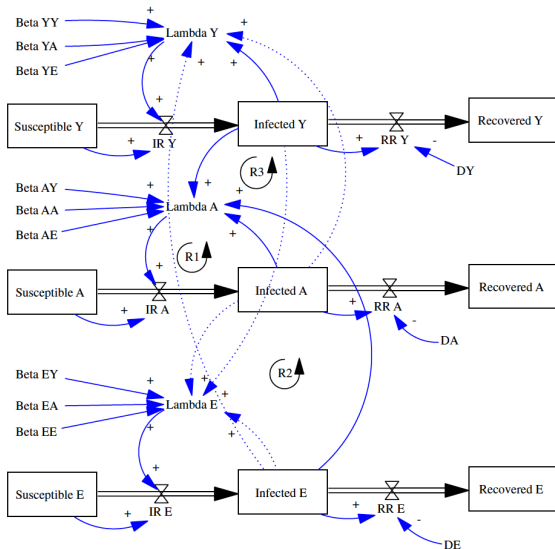 Beta YY
Beta YA
Beta YE
+
+
+
Lambda Y
+
+
+
+
+
Susceptible Y
+
IR Y
Infected Y
+
RR Y
-
DY
Recovered Y
R3
Beta AY
Beta AA
Beta AE
+
+
+
+
+
+
Lambda A
R1
+
Susceptible A
+
IR A
Infected A
+
RR A
-
DA
Recovered A
R2
Beta EY
Beta EA
Beta EE
+
+
+
+
+
+
Lambda E
+
Susceptible E
+
IR E
Infected E
+
RR E
-
DE
Recovered E